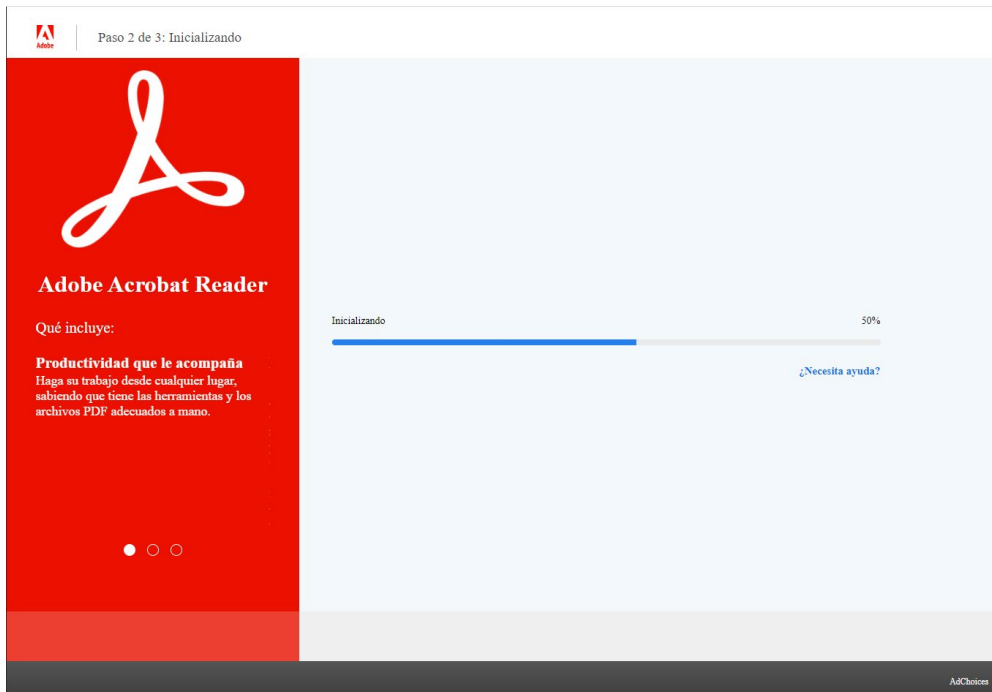 Adobe
Paso 2 de 3: Inicializando
Adobe Acrobat Reader
Qué incluye:
Productividad que le acompaña
Haga su trabajo desde cualquier lugar,
sabiendo que tiene las herramientas y los
archivos PDF adecuados a mano.
Inicializando 50%
¿Necesita ayuda?
AdChoices